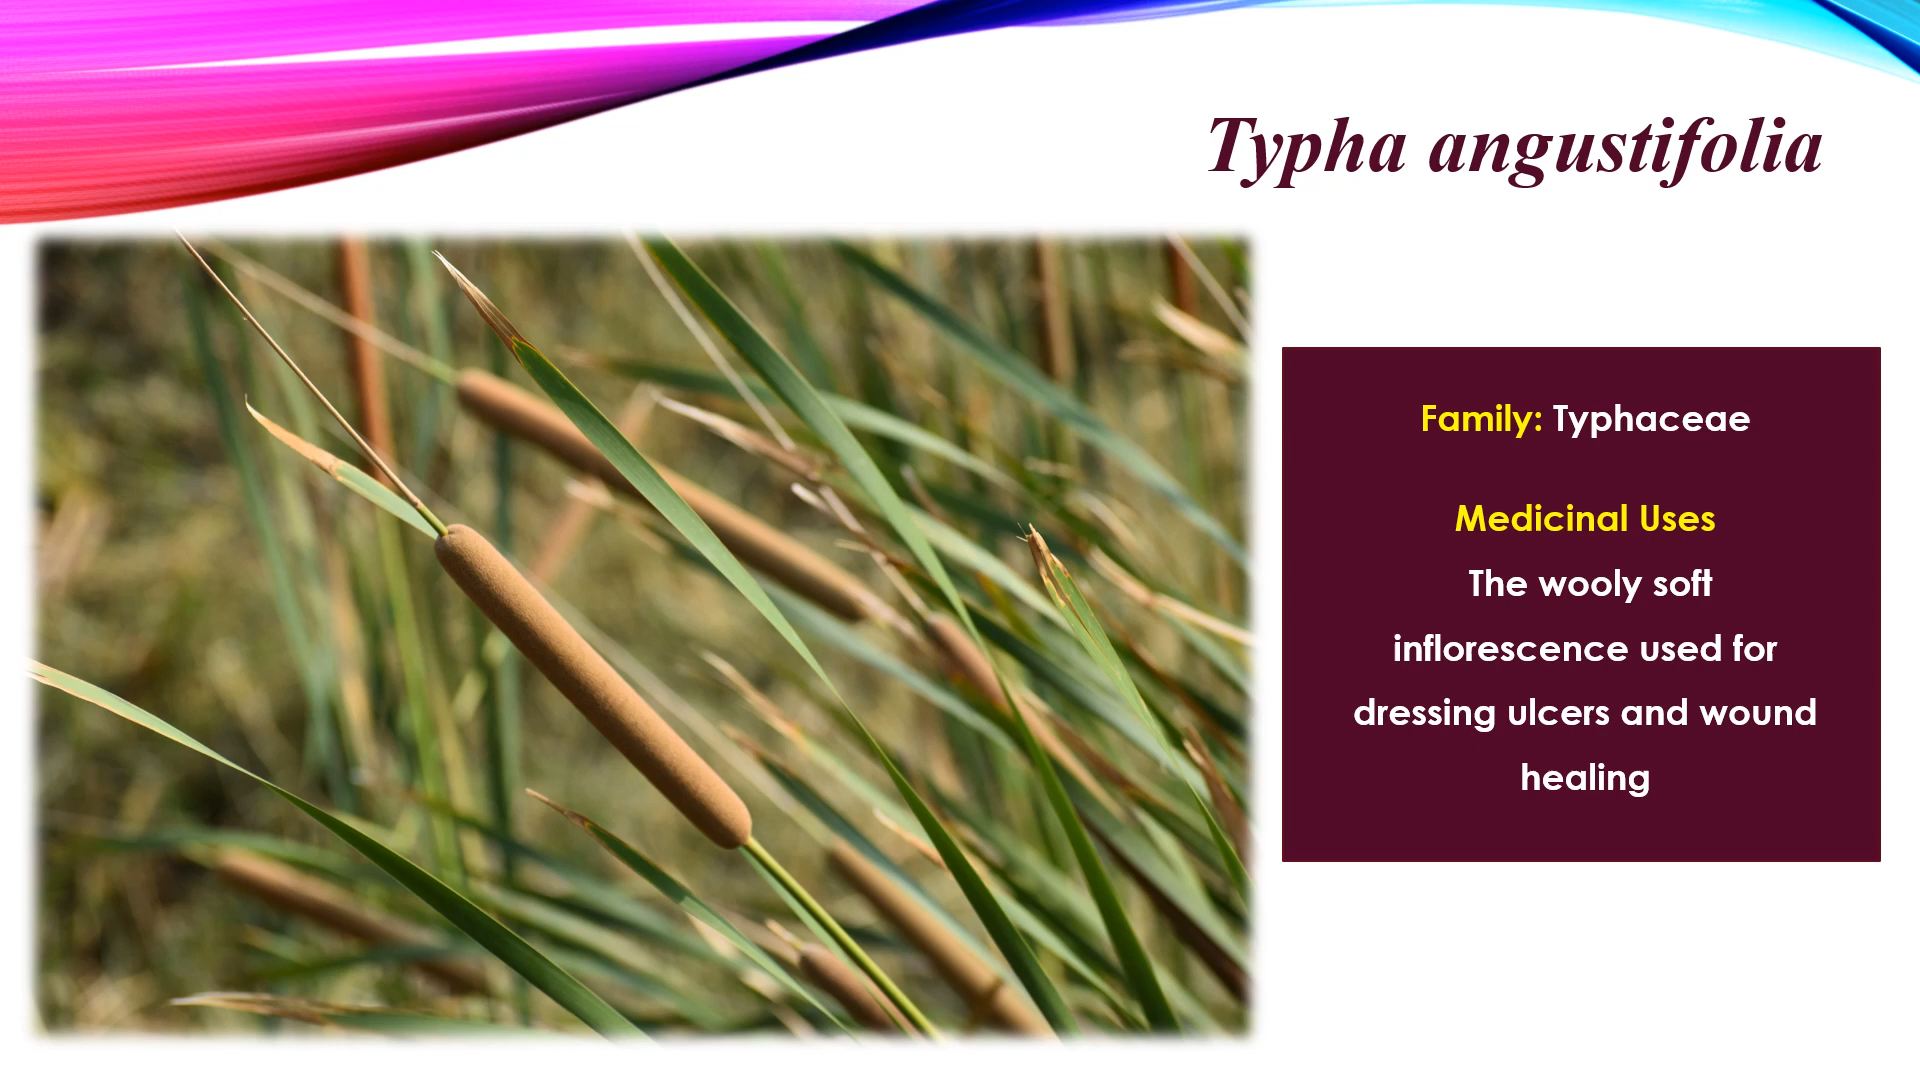 Typha angustifolia
Family: Typhaceae
Medicinal Uses
The wooly soft
inflorescence used for
dressing ulcers and wound
healing